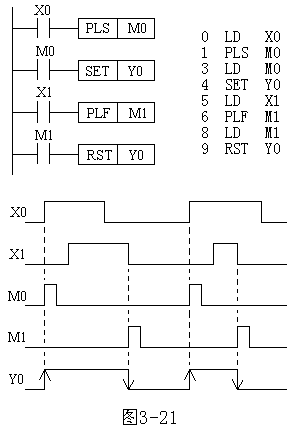 X0
PLS M0
M0
SET Y0
X1
PLF M1
M1
RST Y0
0 LD X0
1 PLS M0
3 LD M0
4 SET Y0
5 LD X1
6 PLF M1
8 LD M1
9 RST Y0
X0
X1
M0
M1
Y0
图3-21